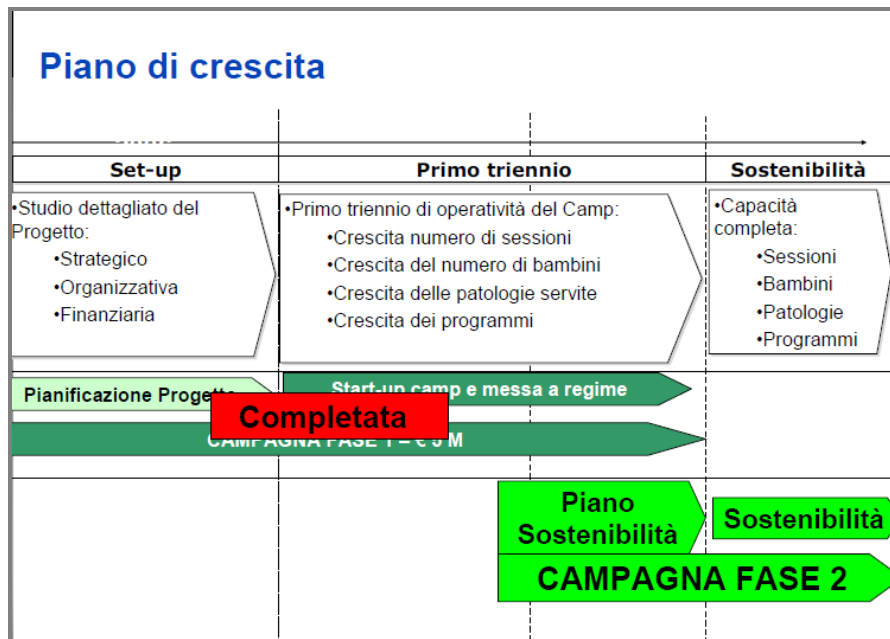 Piano di crescita
Set-up
Primo triennio
Sostenibilità
•Studio dettagliato del
Progetto:
•Strategico
•Organizzativa
•Finanziaria
•Primo triennio di operatività del Camp:
•Crescita numero di sessioni
•Crescita del numero di bambini
•Crescita delle patologie servite
•Crescita dei programmi
•Capacità
completa:
•Sessioni
•Bambini
•Patologie
•Programmi
Pianificazione Progetto
Start-up camp e messa a regime
Completata
CAMPAGNA FASE 1 – € 5 M
Piano
Sostenibilità
Sostenibilità
CAMPAGNA FASE 2